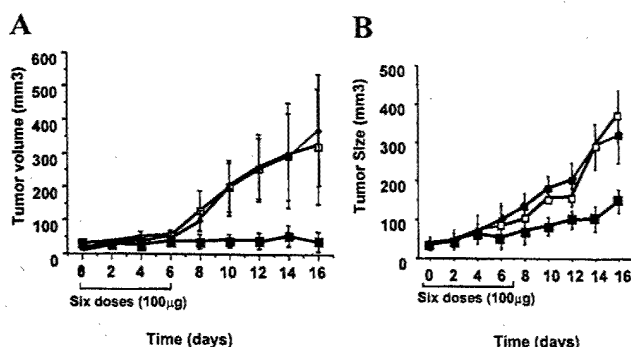 A
Tumor volume (mm3)
600
500
400
300
200
100
0
0 2 4 6 8 10 12 14 16
Six doses (100µg)
Time (days)
B
Tumor Size (mm3)
500
400
300
200
100
0
0 2 4 6 8 10 12 14 16
Six doses (100µg)
Time (days)